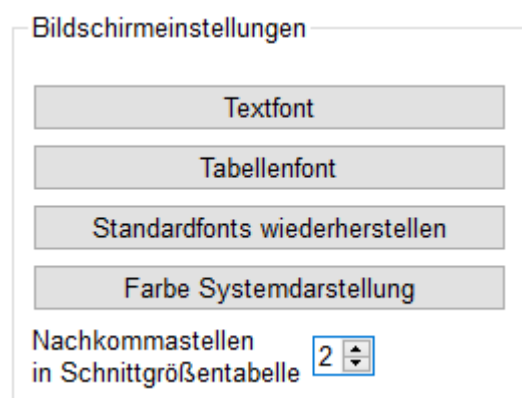 Bildschirmeinstellungen
Textfont
Tabellenfont
Standardfonts wiederherstellen
Farbe Systemdarstellung
Nachkommastellen
in Schnittgrößentabelle 2